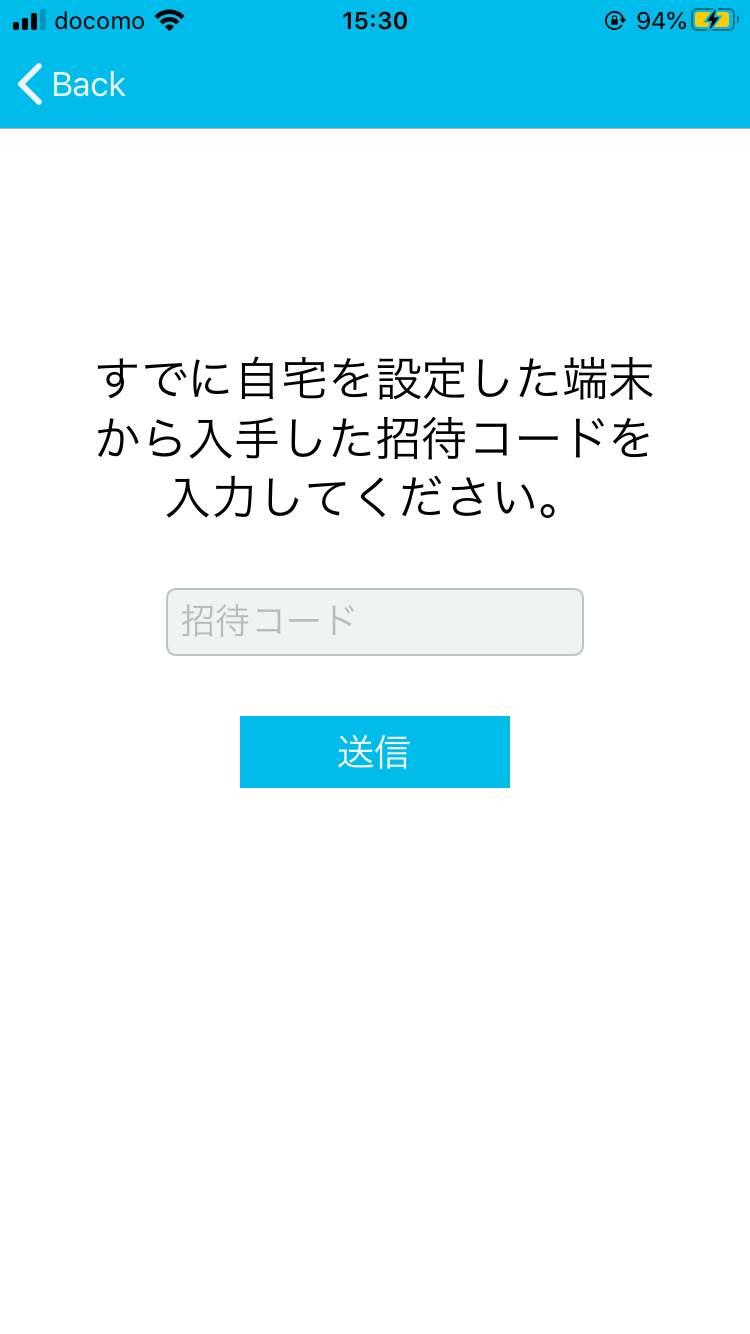 docomo 15:30 94%
Back
すでに自宅を設定した端末
から入手した招待コードを
入力してください。
招待コード
送信